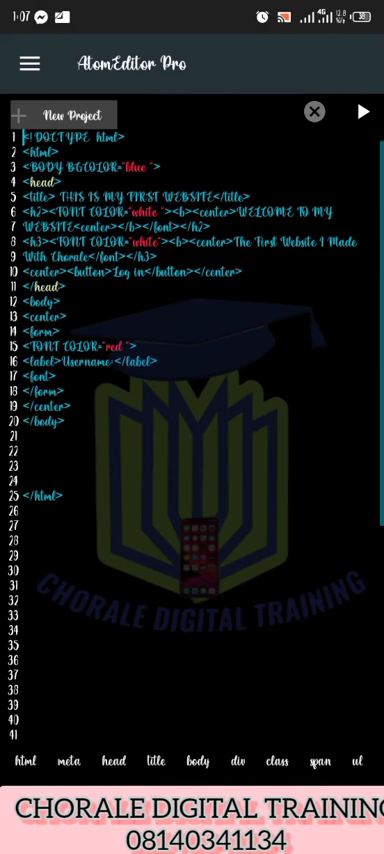 1:07
4G
12.8 K/s
38
AtomEditor Pro
New Project
1 <!DOCTYPE html>
2 <html>
3 <BODY BGCOLOR="blue ">
4 <head>
5 <title> THIS IS MY FIRST WEBSITE</title>
6 <h2><FONT COLOR="white "><b><center>WELCOME TO MY
7 WEBSITE<center></b></font></h2>
8 <h3><FONT COLOR="white"><b><center>The First Website I Made
9 With Chorale</font></h3>
10 <center><button>Log in</button></center>
11 </head>
12 <body>
13 <center>
14 <form>
15 <FONT COLOR="red ">
16 <label>Username:</label>
17 <font>
18 </form>
19 </center>
20 </body>
21
22
23
24
25 </html>
26
27
28
29
30
31
32
33
34
35
36
37
38
39
40
41
CHORALE DIGITAL TRAINING
html meta head title body div class span ul
CHORALE DIGITAL TRAINING
08140341134